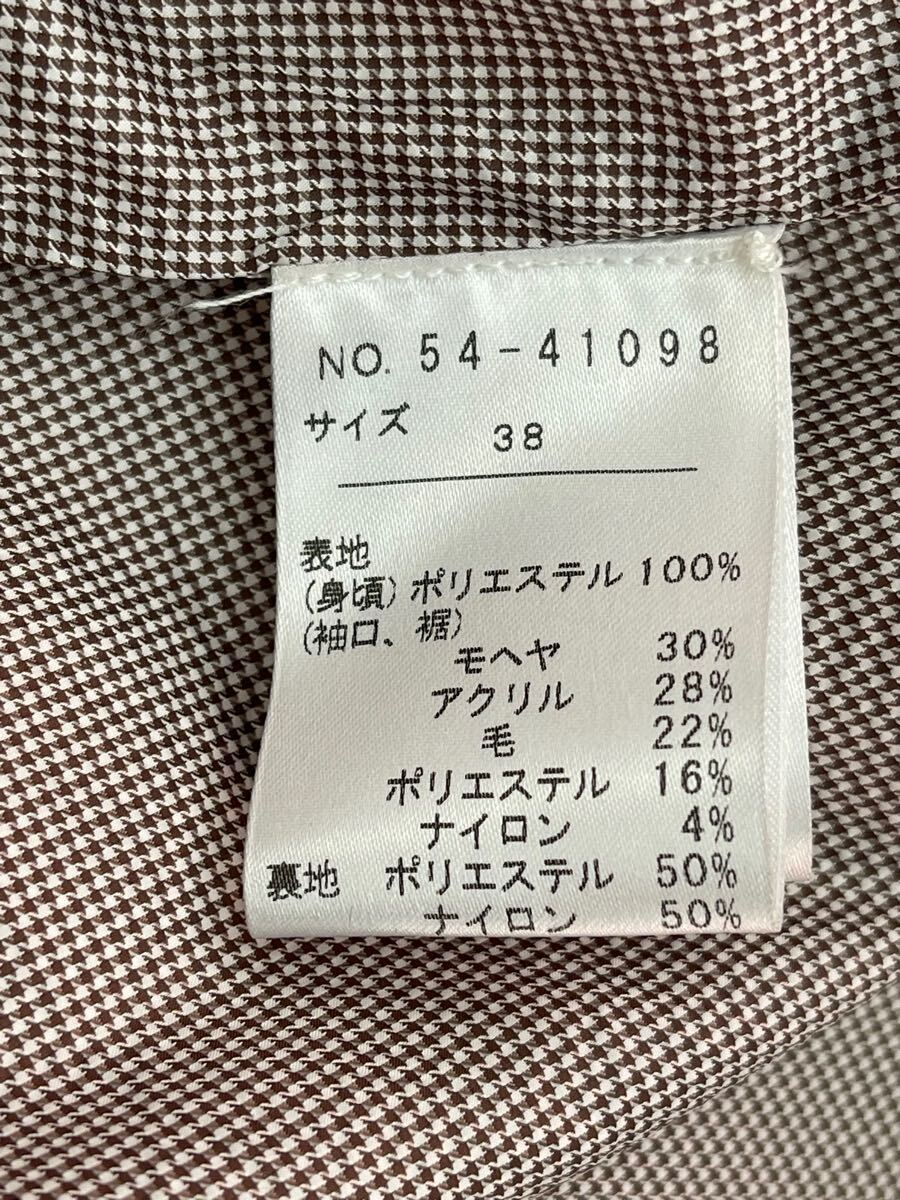 NO. 54-41098
サイズ 38
表地
(身頃) ポリエステル 100%
(袖口、裾)
モヘヤ 30%
アクリル 28%
毛 22%
ポリエステル 16%
ナイロン 4%
裏地 ポリエステル 50%
ナイロン 50%